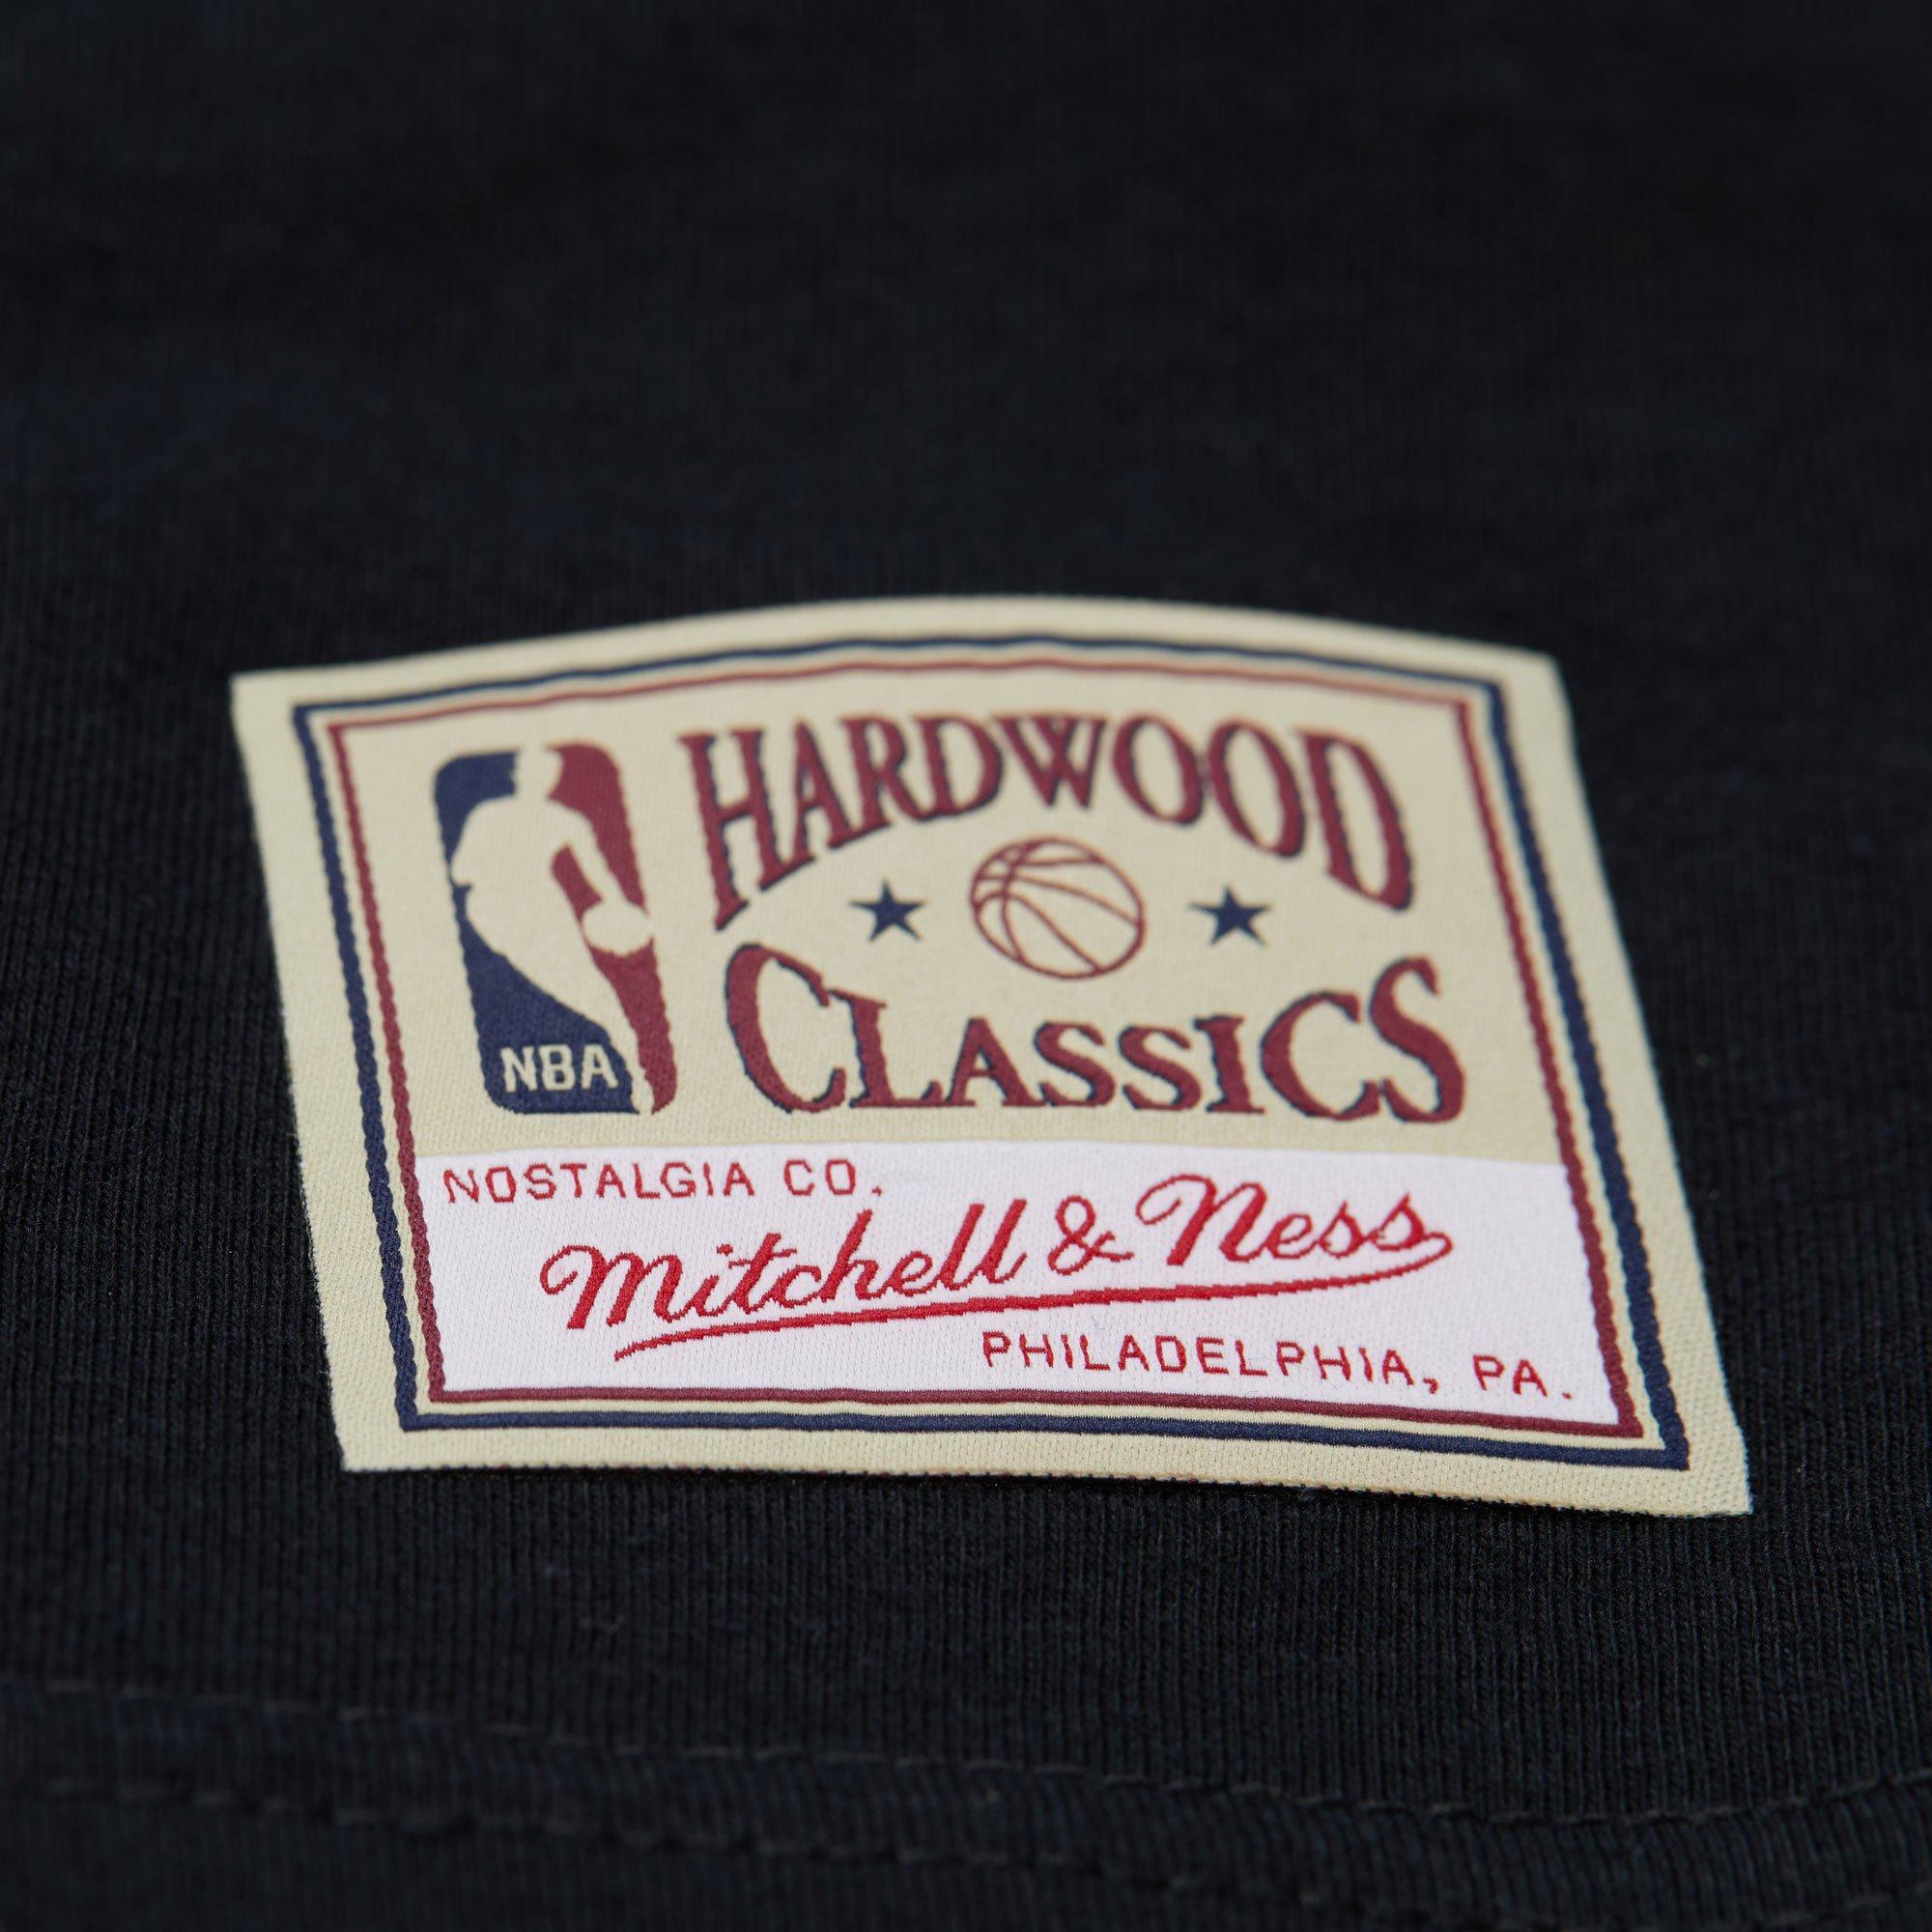 HARDWOOD
CLASSICS
NBA
NOSTALGIA CO.
Mitchell & Ness
PHILADELPHIA, PA.